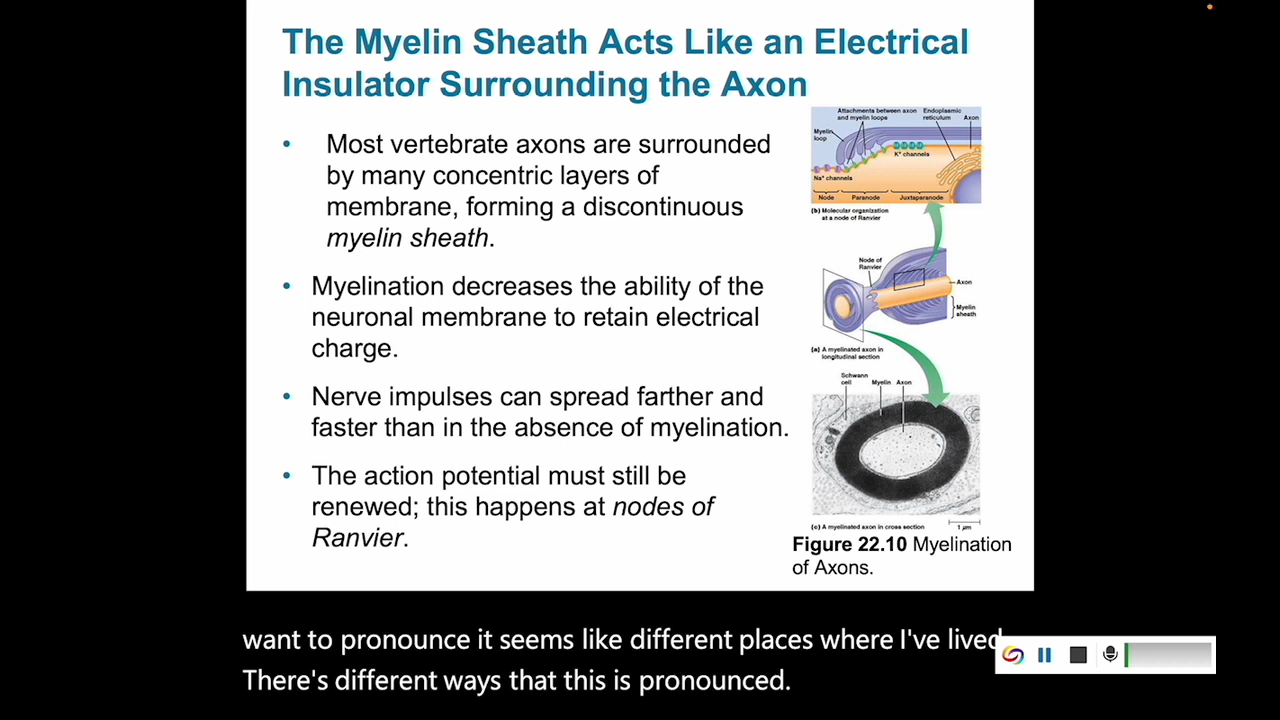 The Myelin Sheath Acts Like an Electrical
Insulator Surrounding the Axon
• Most vertebrate axons are surrounded
by many concentric layers of
membrane, forming a discontinuous
myelin sheath.
• Myelination decreases the ability of the
neuronal membrane to retain electrical
charge.
• Nerve impulses can spread farther and
faster than in the absence of myelination.
• The action potential must still be
renewed; this happens at nodes of
Ranvier.
Attachments between axon
and myelin loops
Endoplasmic
reticulum
Axon
Myelin
loop
K+ channels
Na+ channels
Node
Paranode
Juxtaparanode
(b) Molecular organization
at a node of Ranvier
Node of
Ranvier
Axon
Myelin
sheath
(a) A myelinated axon in
longitudinal section
Schwann
cell
Myelin
Axon
(c) A myelinated axon in cross section
1 µm
Figure 22.10 Myelination
of Axons.
want to pronounce it seems like different places where I've lived
There's different ways that this is pronounced.